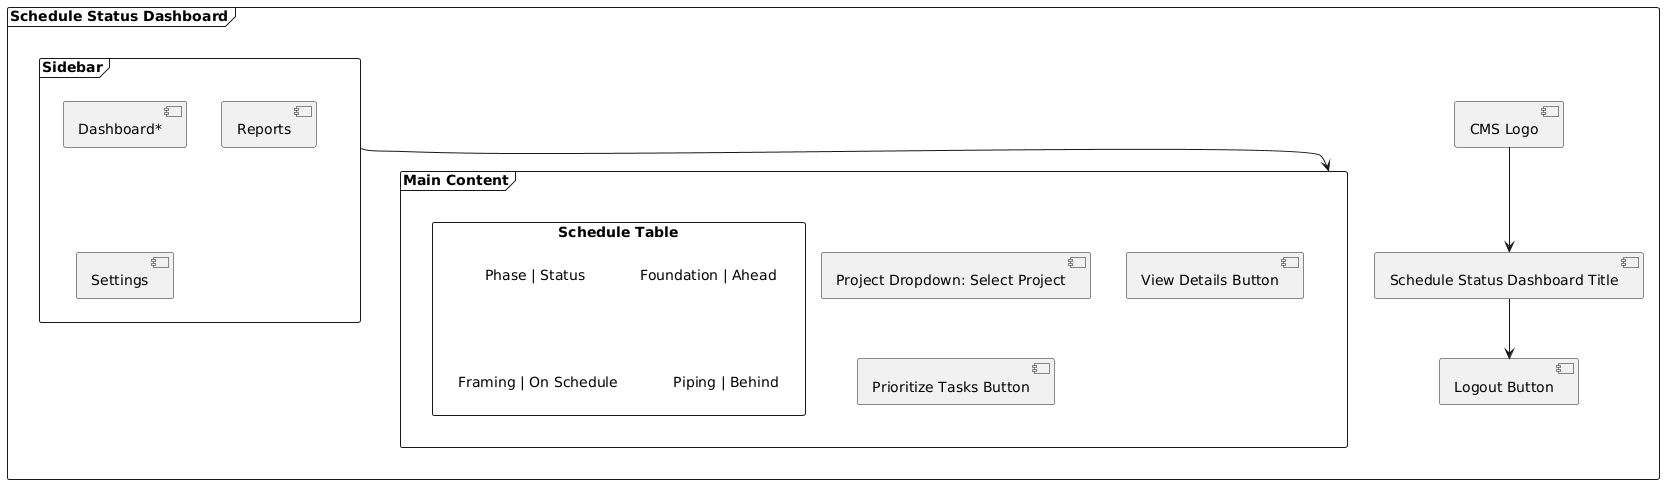 Schedule Status Dashboard
Sidebar
Dashboard*
Reports
Settings
Main Content
Schedule Table
Phase | Status
Foundation | Ahead
Framing | On Schedule
Piping | Behind
Project Dropdown: Select Project
View Details Button
Prioritize Tasks Button
CMS Logo
Schedule Status Dashboard Title
Logout Button